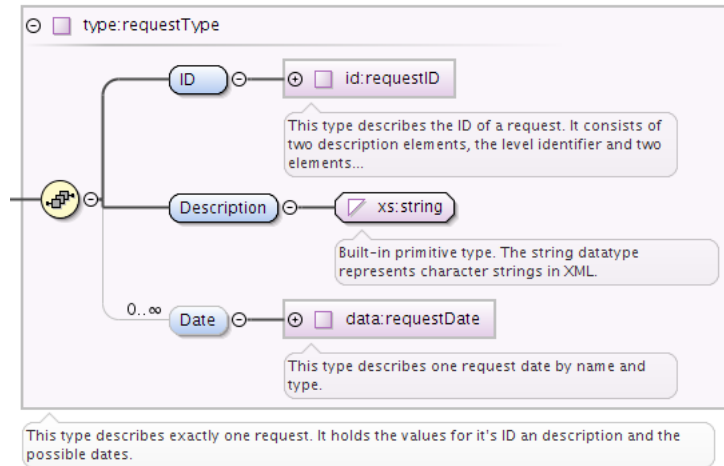 type:requestType
ID
id:requestID
This type describes the ID of a request. It consists of
two description elements, the level identifier and two
elements...
Description
xs:string
Built-in primitive type. The string datatype
represents character strings in XML.
0..∞
Date
data:requestDate
This type describes one request date by name and
type.
This type describes exactly one request. It holds the values for it's ID an description and the
possible dates.